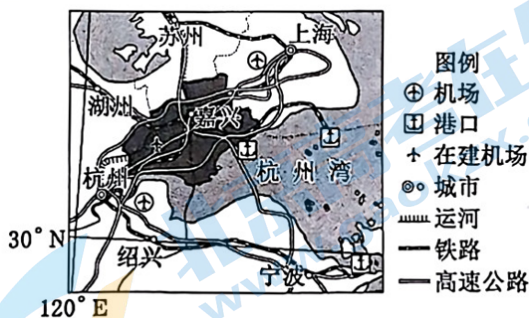 苏州
上海
湖州
嘉兴
杭州
杭州湾
30°N
绍兴
宁波
120°E
图例
机场
港口
在建机场
城市
运河
铁路
高速公路